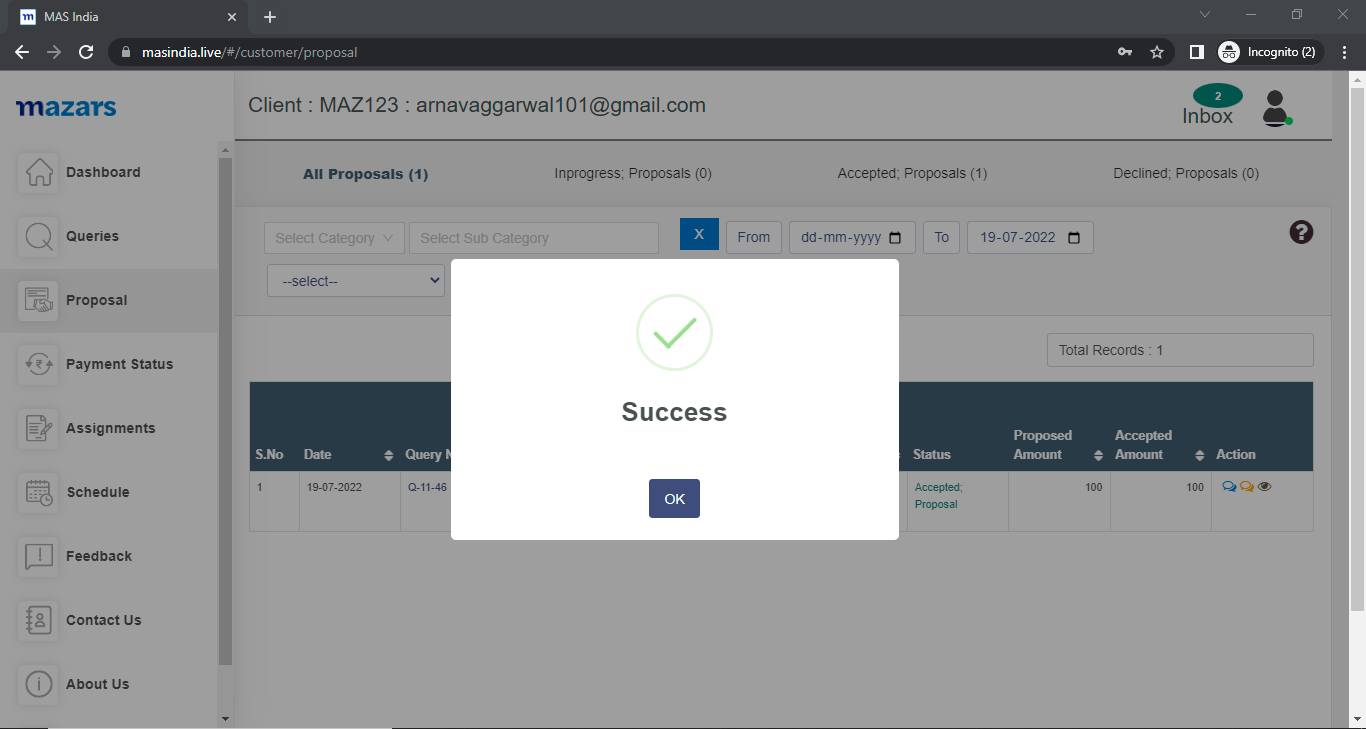 MAS India
masindia.live/#/customer/proposal
Incognito (2)
mazars
Client : MAZ123 : arnavaggarwal101@gmail.com
2
Inbox
Dashboard
Queries
Proposal
Payment Status
Assignments
Schedule
Feedback
Contact Us
About Us
All Proposals (1)
Inprogress; Proposals (0)
Accepted; Proposals (1)
Declined; Proposals (0)
Select Category
Select Sub Category
X
From
dd-mm-yyyy
To
19-07-2022
?
--select--
Total Records : 1
S.No
Date
Query
Status
Proposed
Amount
Accepted
Amount
Action
1
19-07-2022
Q-11-46
Accepted;
Proposal
100
100
Success
OK